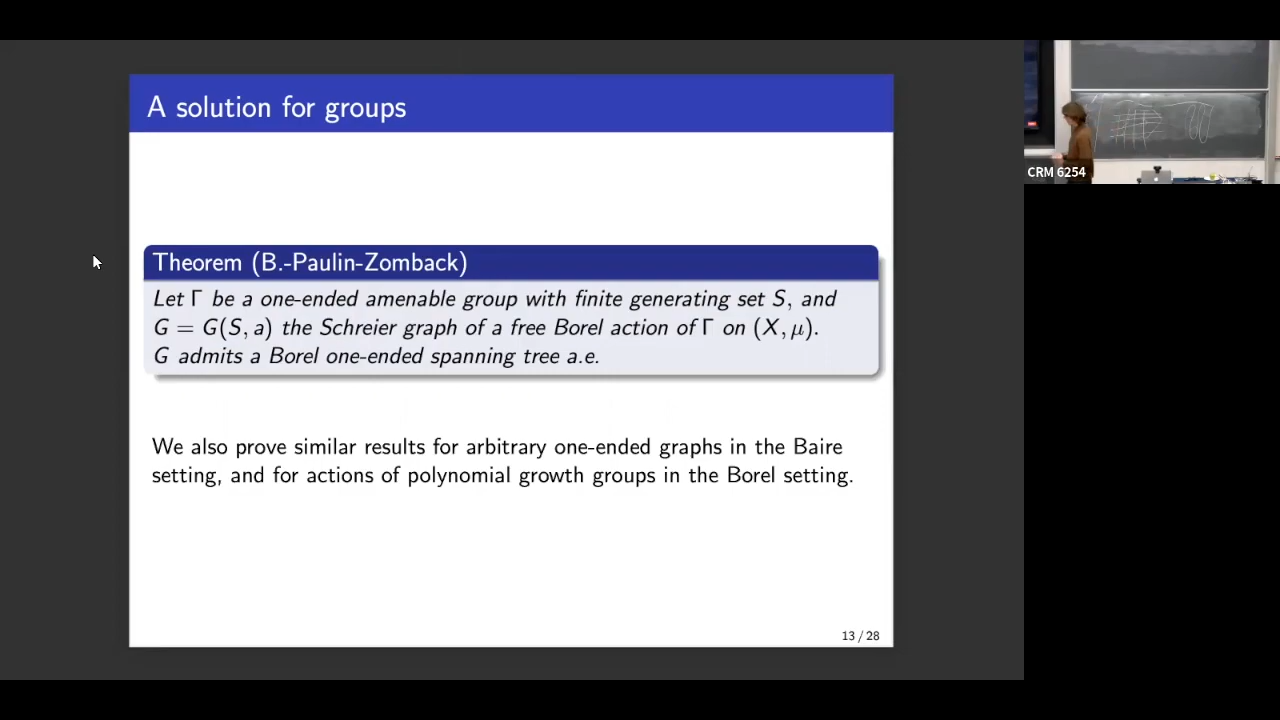 A solution for groups
Theorem (B.-Paulin-Zomback)
Let Γ be a one-ended amenable group with finite generating set S, and
G = G(S, a) the Schreier graph of a free Borel action of Γ on (X, μ).
G admits a Borel one-ended spanning tree a.e.
We also prove similar results for arbitrary one-ended graphs in the Baire
setting, and for actions of polynomial growth groups in the Borel setting.
13 / 28
CRM 6254